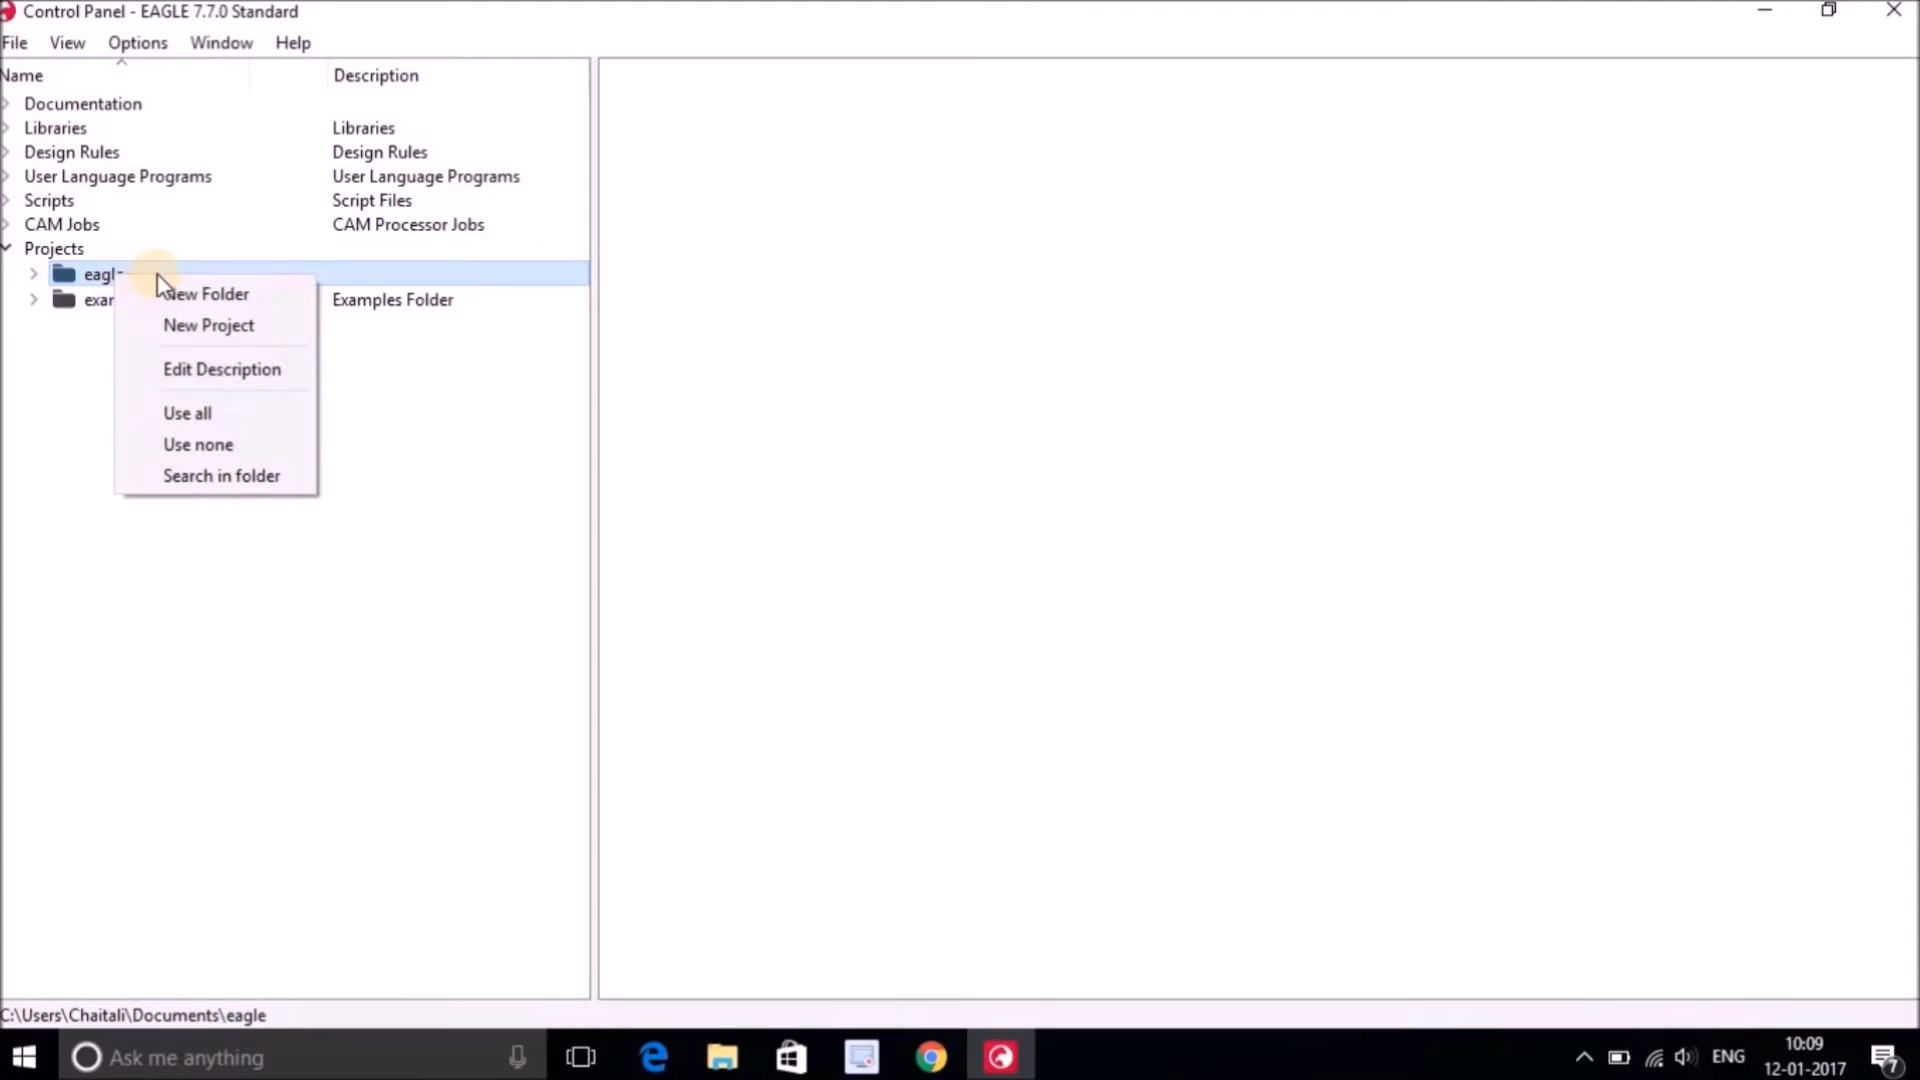 Control Panel - EAGLE 7.7.0 Standard
File View Options Window Help
Name Description
Documentation
Libraries Libraries
Design Rules Design Rules
User Language Programs User Language Programs
Scripts Script Files
CAM Jobs CAM Processor Jobs
Projects
Examples Folder
New Folder
New Project
Edit Description
Use all
Use none
Search in folder
C:\Users\Chaitali\Documents\eagle
Ask me anything
ENG
10:09
12-01-2017
7